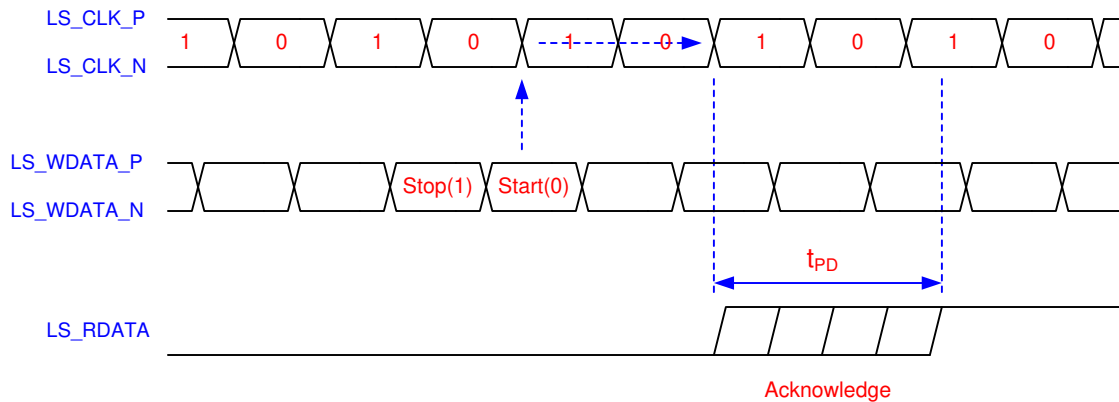 LS_CLK_P
1 0 1 0 1 0 1 0 1 0
LS_CLK_N
LS_WDATA_P
Stop(1) Start(0)
LS_WDATA_N
tPD
LS_RDATA
Acknowledge